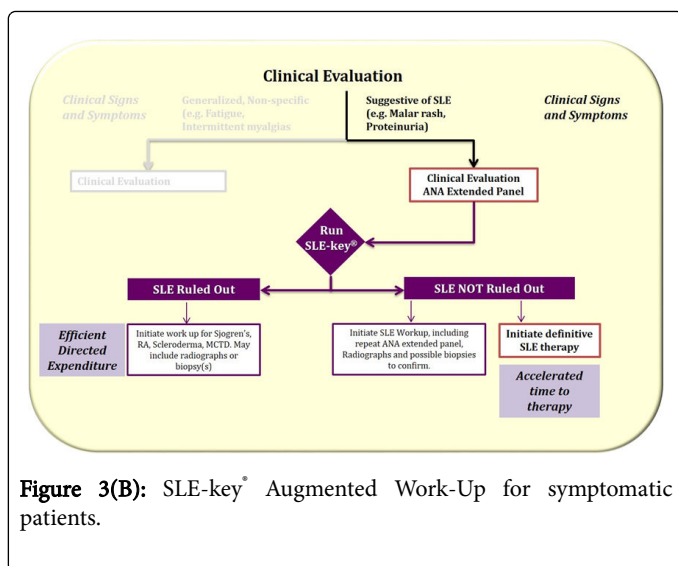 Clinical Evaluation
Clinical Signs
and Symptoms
Generalized, Non-specific
(e.g. Fatigue,
Intermittent myalgias
Suggestive of SLE
(e.g. Malar rash,
Proteinuria)
Clinical Signs
and Symptoms
Clinical Evaluation
Clinical Evaluation
ANA Extended Panel
Run
SLE-key®
SLE Ruled Out
SLE NOT Ruled Out
Efficient
Directed
Expenditure
Initiate work up for Sjogren's,
RA, Scleroderma, MCTD. May
include radiographs or
biopsy(s)
Initiate SLE Workup, including
repeat ANA extended panel,
Radiographs and possible biopsies
to confirm.
Initiate definitive
SLE therapy
Accelerated
time to
therapy
Figure 3(B): SLE-key® Augmented Work-Up for symptomatic
patients.